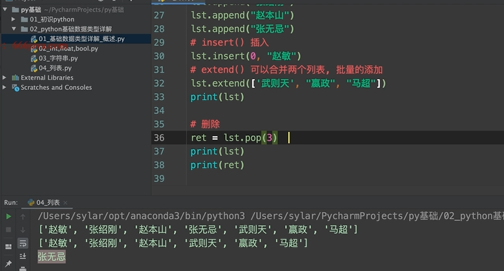 py基础 ~/PycharmProjects/py基础
01_初识python
02_python基础数据类型详解
01_基础数据类型详解_概述.py
02_int,float,bool.py
03_字符串.py
04_列表.py
External Libraries
Scratches and Consoles
lst.append("赵本山")
32 lst.append("张无忌")
# insert() 插入
lst.insert(0, "赵敏")
30 # extend() 可以合并两个列表, 批量的添加
32 lst.extend(['武则天', "嬴政", "马超"])
33 print(lst)
34
35 # 删除
36 ret = lst.pop(3)
37 print(lst)
38 print(ret)
39
Run: 04_列表
/Users/sylar/opt/anaconda3/bin/python3 /Users/sylar/PycharmProjects/py基础/02_python基
['赵敏', '张绍刚', '赵本山', '张无忌', '武则天', '嬴政', '马超']
['赵敏', '张绍刚', '赵本山', '武则天', '嬴政', '马超']
张无忌